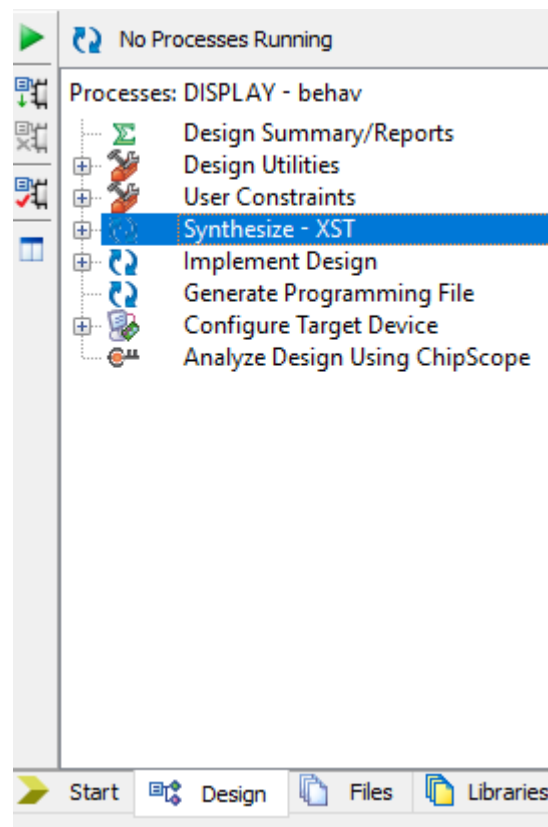 No Processes Running
Processes: DISPLAY - behav
Design Summary/Reports
Design Utilities
User Constraints
Synthesize - XST
Implement Design
Generate Programming File
Configure Target Device
Analyze Design Using ChipScope
Start Design Files Libraries